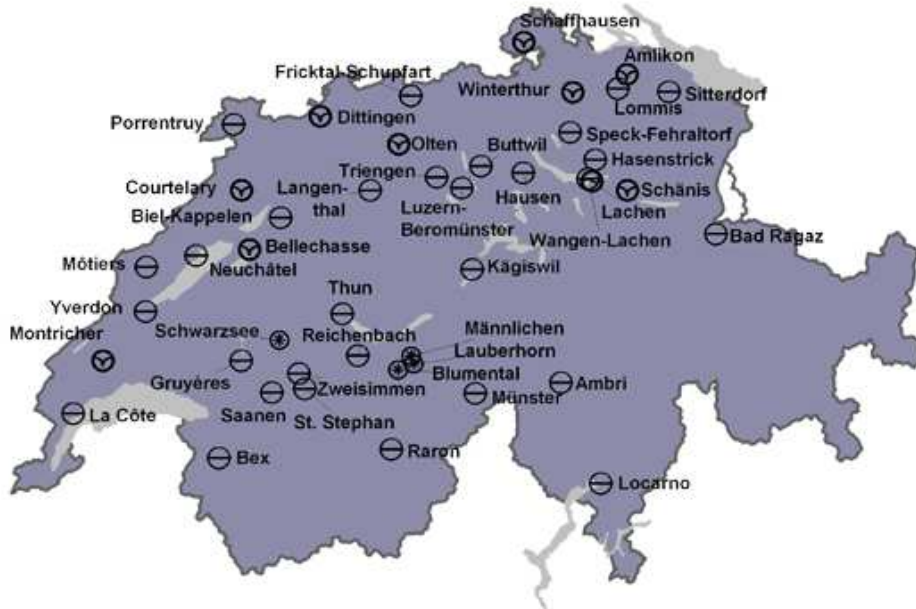 Schaffhausen
Amlikon
Fricktal-Schupfart
Winterthur
Sitterdorf
Lommis
Dittingen
Porrentruy
Speck-Fehraltorf
Olten
Buttwil
Hasenstrick
Triengen
Courtelary
Langen-
thal
Schänis
Hausen
Luzern-
Beromünster
Lachen
Biel-Kappelen
Wangen-Lachen
Bad Ragaz
Bellechasse
Môtiers
Neuchâtel
Kägiswil
Thun
Yverdon
Montricher
Schwarzsee
Reichenbach
Männlichen
Lauberhorn
Blumental
Gruyères
Zweisimmen
Ambri
Münster
La Côte
Saanen
St. Stephan
Bex
Raron
Locarno